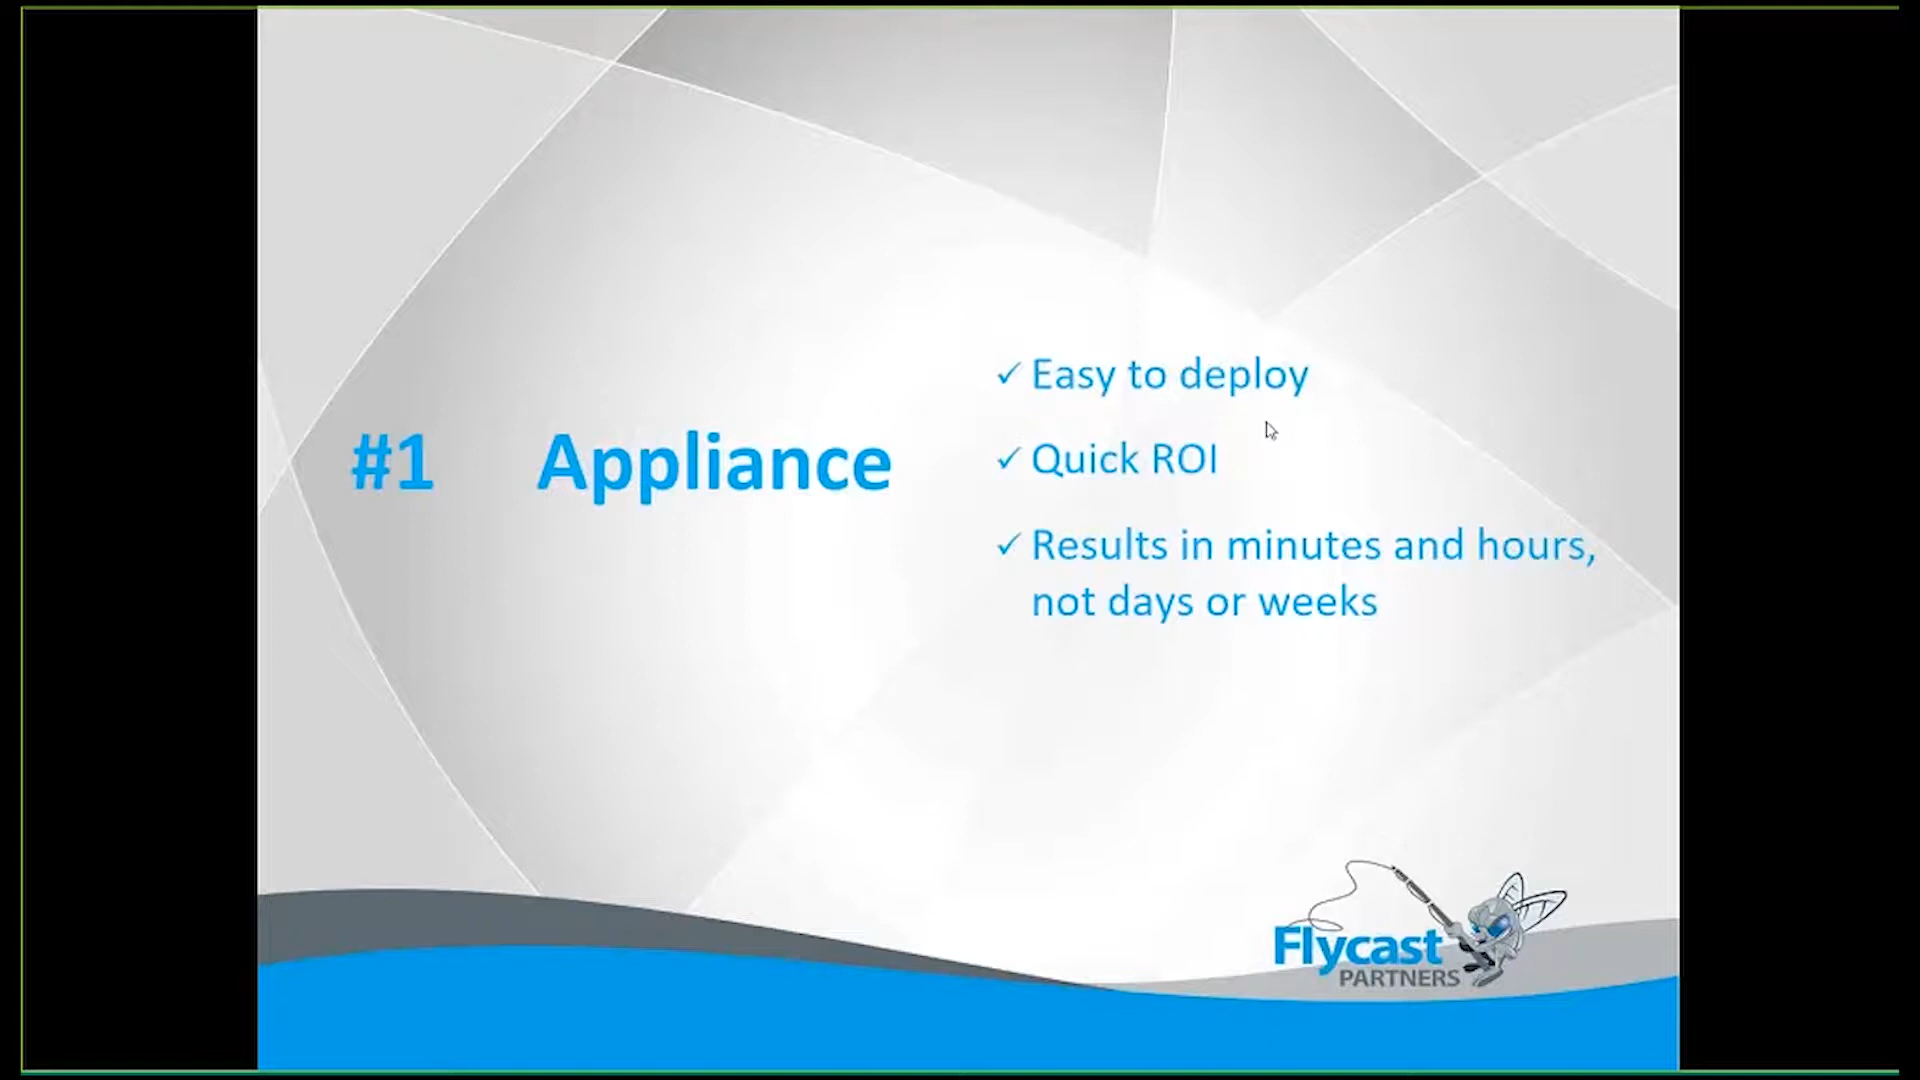 #1 Appliance
✓ Easy to deploy
✓ Quick ROI
✓ Results in minutes and hours,
not days or weeks
Flycast
PARTNERS